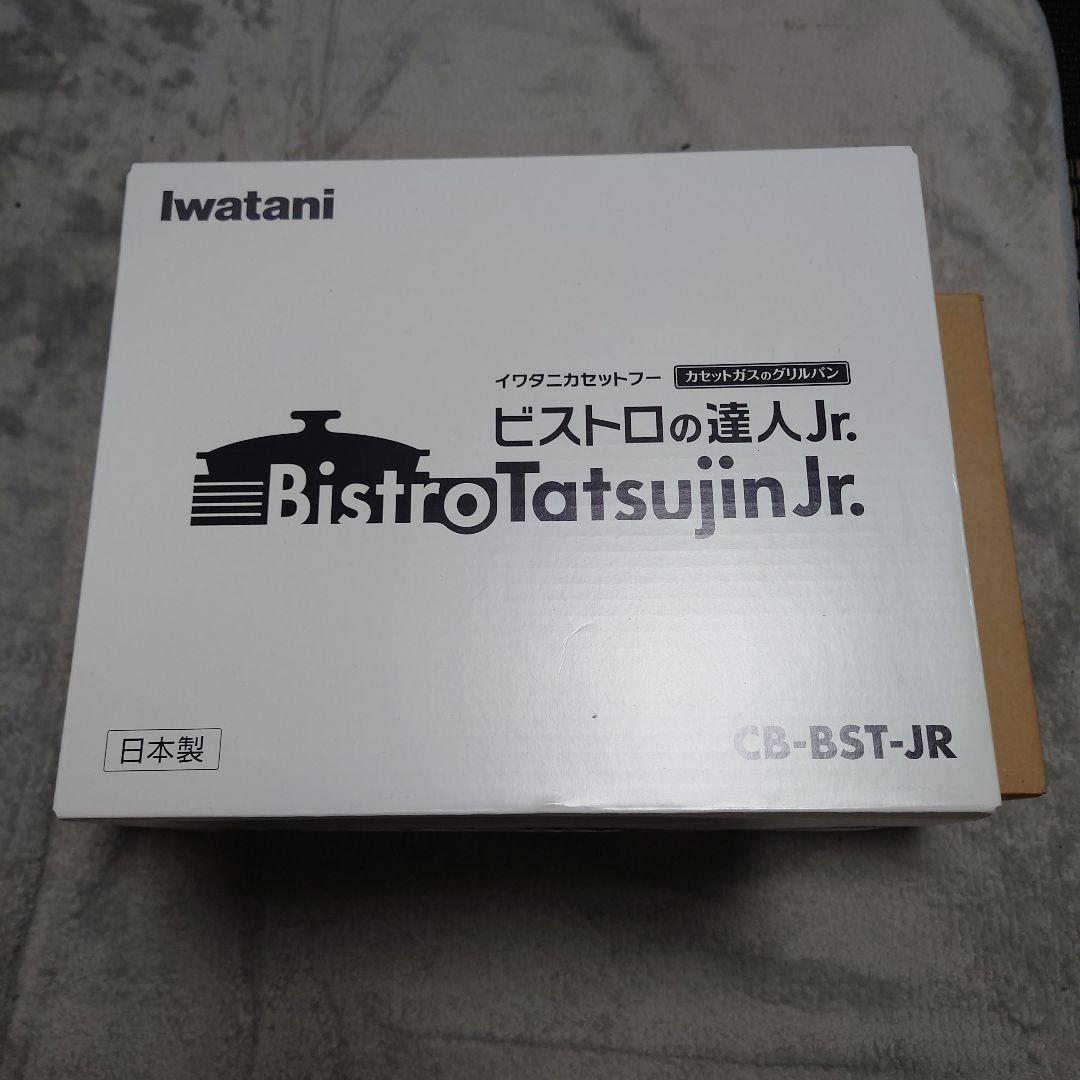 Iwatani
イワタニカセットフー カセットガスのグリルパン
ビストロの達人Jr.
BistroTatsujinJr.
日本製
CB-BST-JR